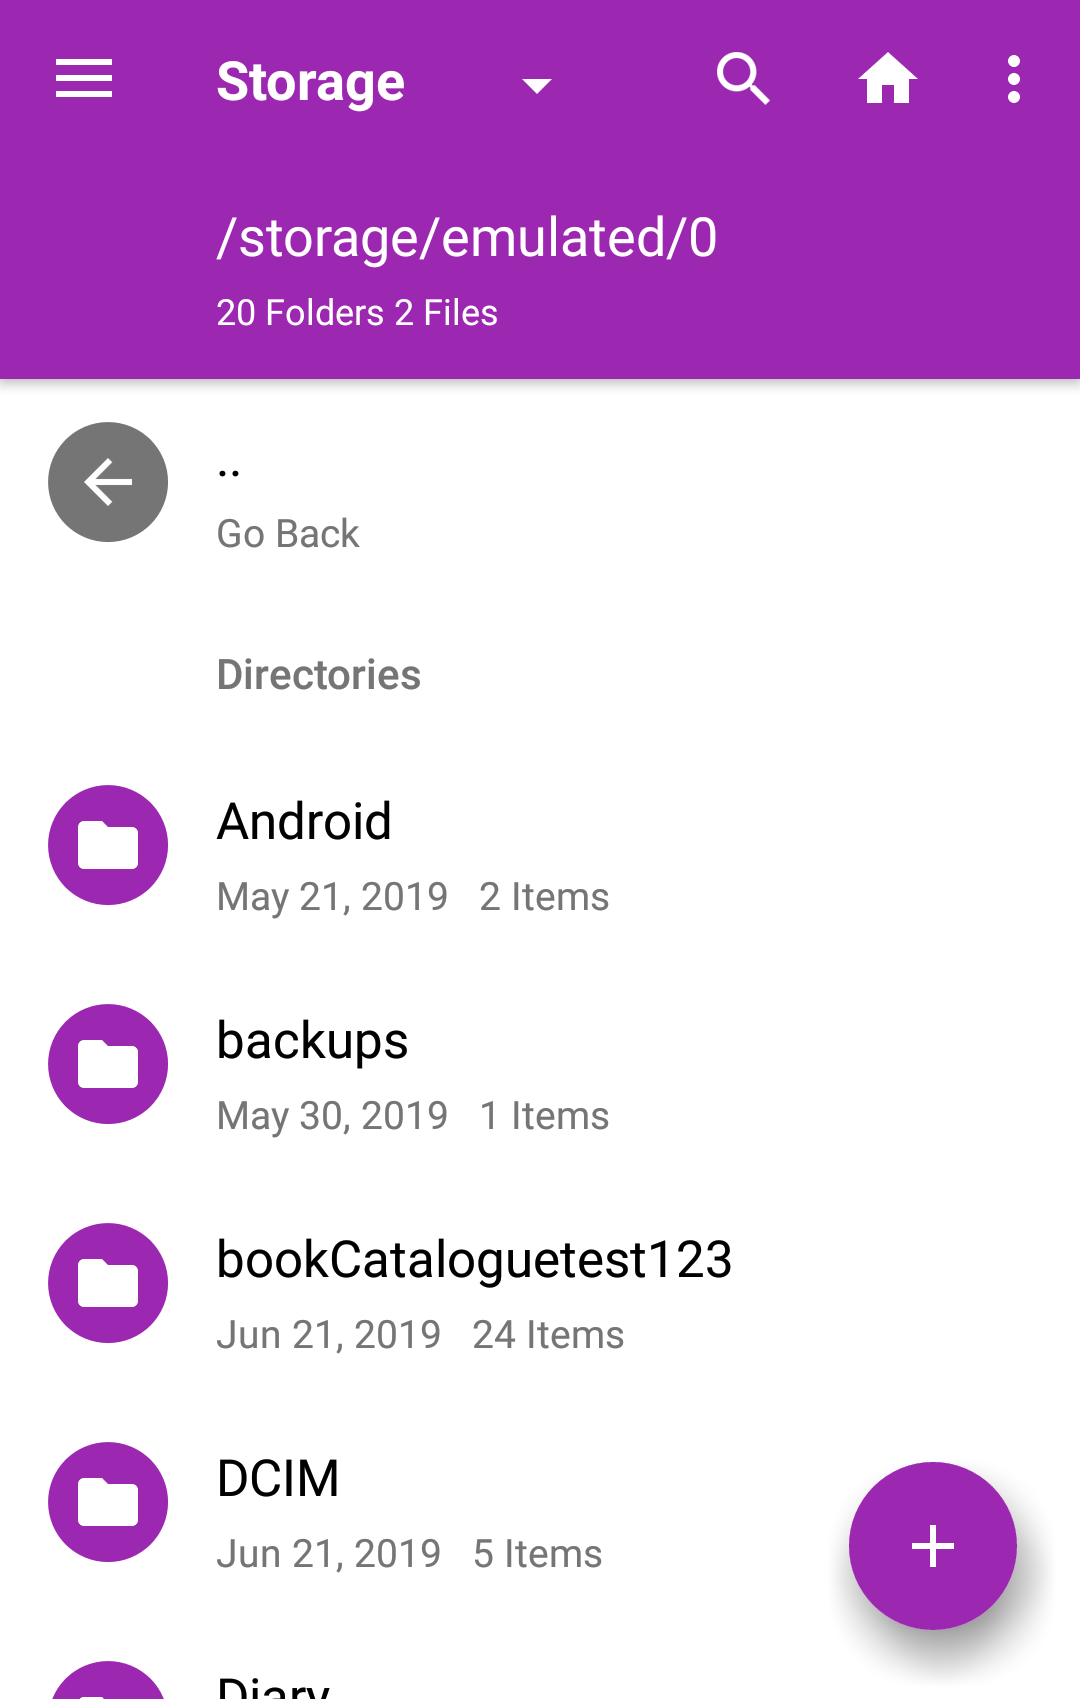 Storage
/storage/emulated/0
20 Folders 2 Files
..
Go Back
Directories
Android
May 21, 2019 2 Items
backups
May 30, 2019 1 Items
bookCataloguetest123
Jun 21, 2019 24 Items
DCIM
Jun 21, 2019 5 Items
Diary